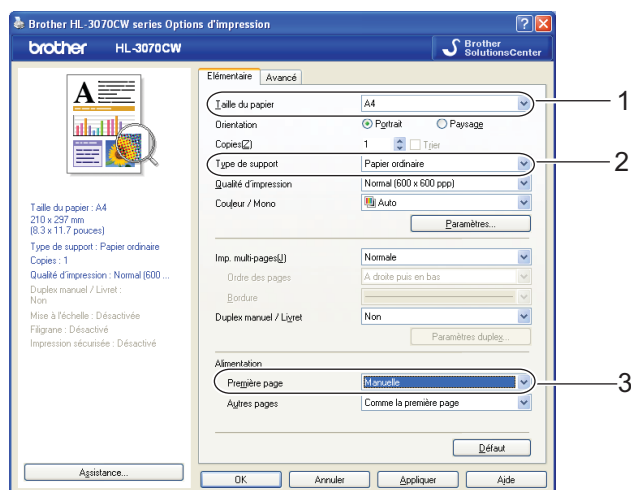 Brother HL-3070CW series Options d'impression
brother HL-3070CW
Brother
SolutionsCenter
Elémentaire Avancé
Taille du papier A4 1
Orientation Portrait Paysage
Copies(Z) 1 Trier
Type de support Papier ordinaire 2
Qualité d'impression Normal (600 x 600 ppp)
Couleur / Mono Auto
Paramètres...
Imp. multi-pages(J) Normale
Ordre des pages A droite puis en bas
Bordure
Duplex manuel / Livret Non
Paramètres duplex...
Alimentation
Première page Manuelle 3
Autres pages Comme la première page
Défaut
Taille du papier : A4
210 x 297 mm
(8.3 x 11.7 pouces)
Type de support : Papier ordinaire
Copies : 1
Qualité d'impression : Normal (600 ...
Duplex manuel / Livret :
Non
Mise à l'échelle : Désactivée
Filigrane : Désactivé
Impression sécurisée : Désactivé
Assistance...
OK Annuler Appliquer Aide